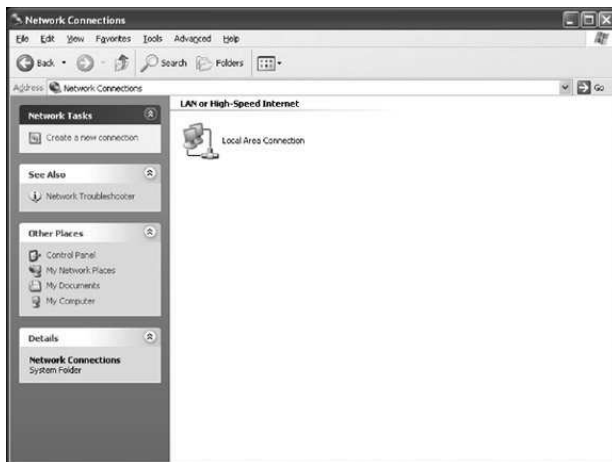 Network Connections
File Edit View Favorites Tools Advanced Help
Back Search Folders
Address Network Connections Go
Network Tasks
Create a new connection
See Also
Network Troubleshooter
Other Places
Control Panel
My Network Places
My Documents
My Computer
Details
Network Connections
System Folder
LAN or High-Speed Internet
Local Area Connection